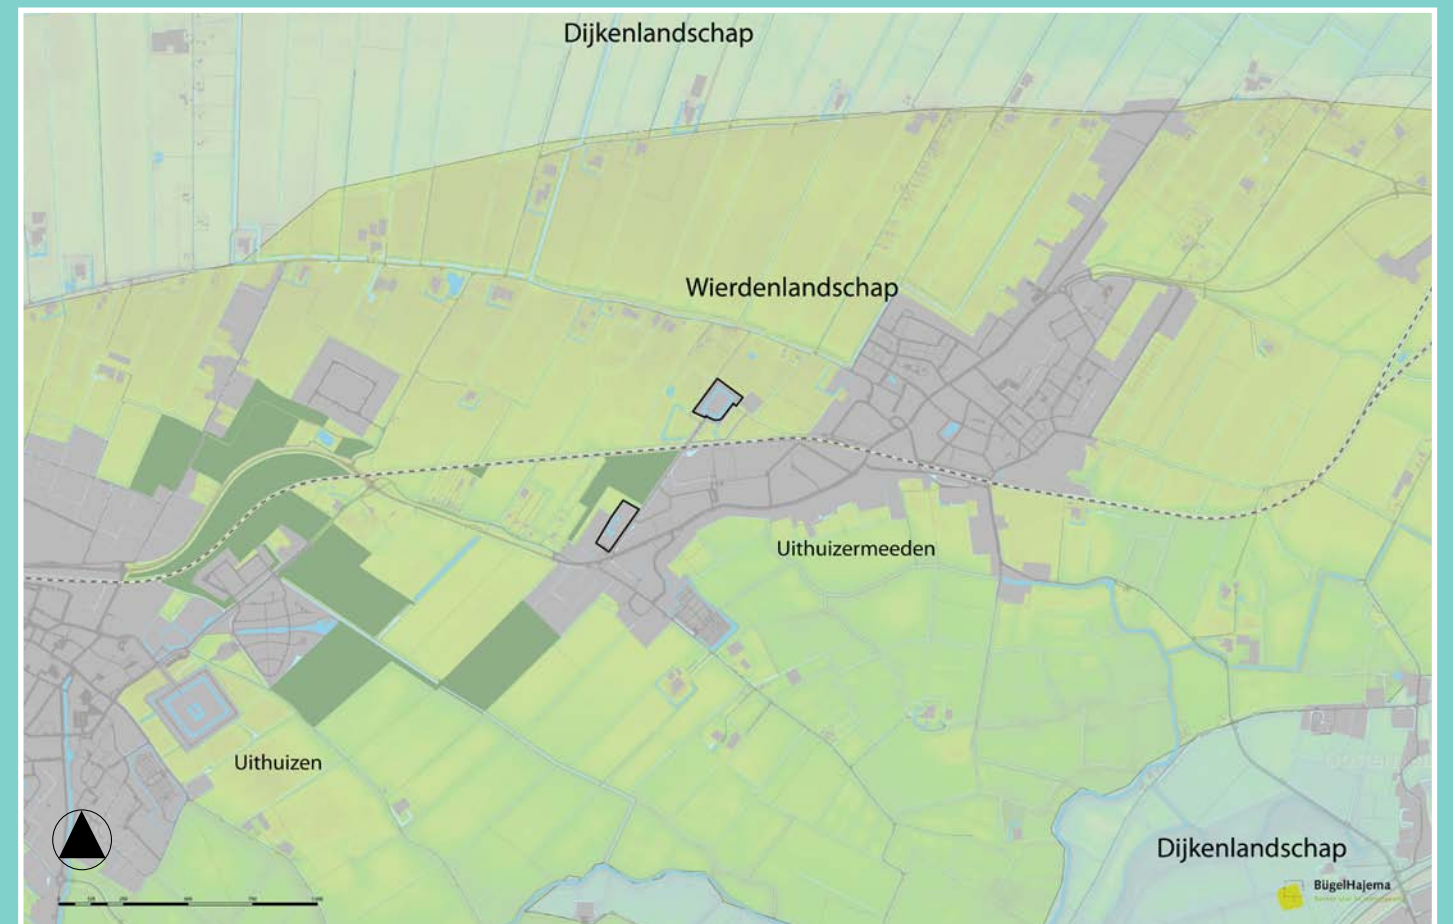 Dijkenlandschap
Wierdenlandschap
Uithuizermeeden
Uithuizen
Dijkenlandschap
BügelHajema